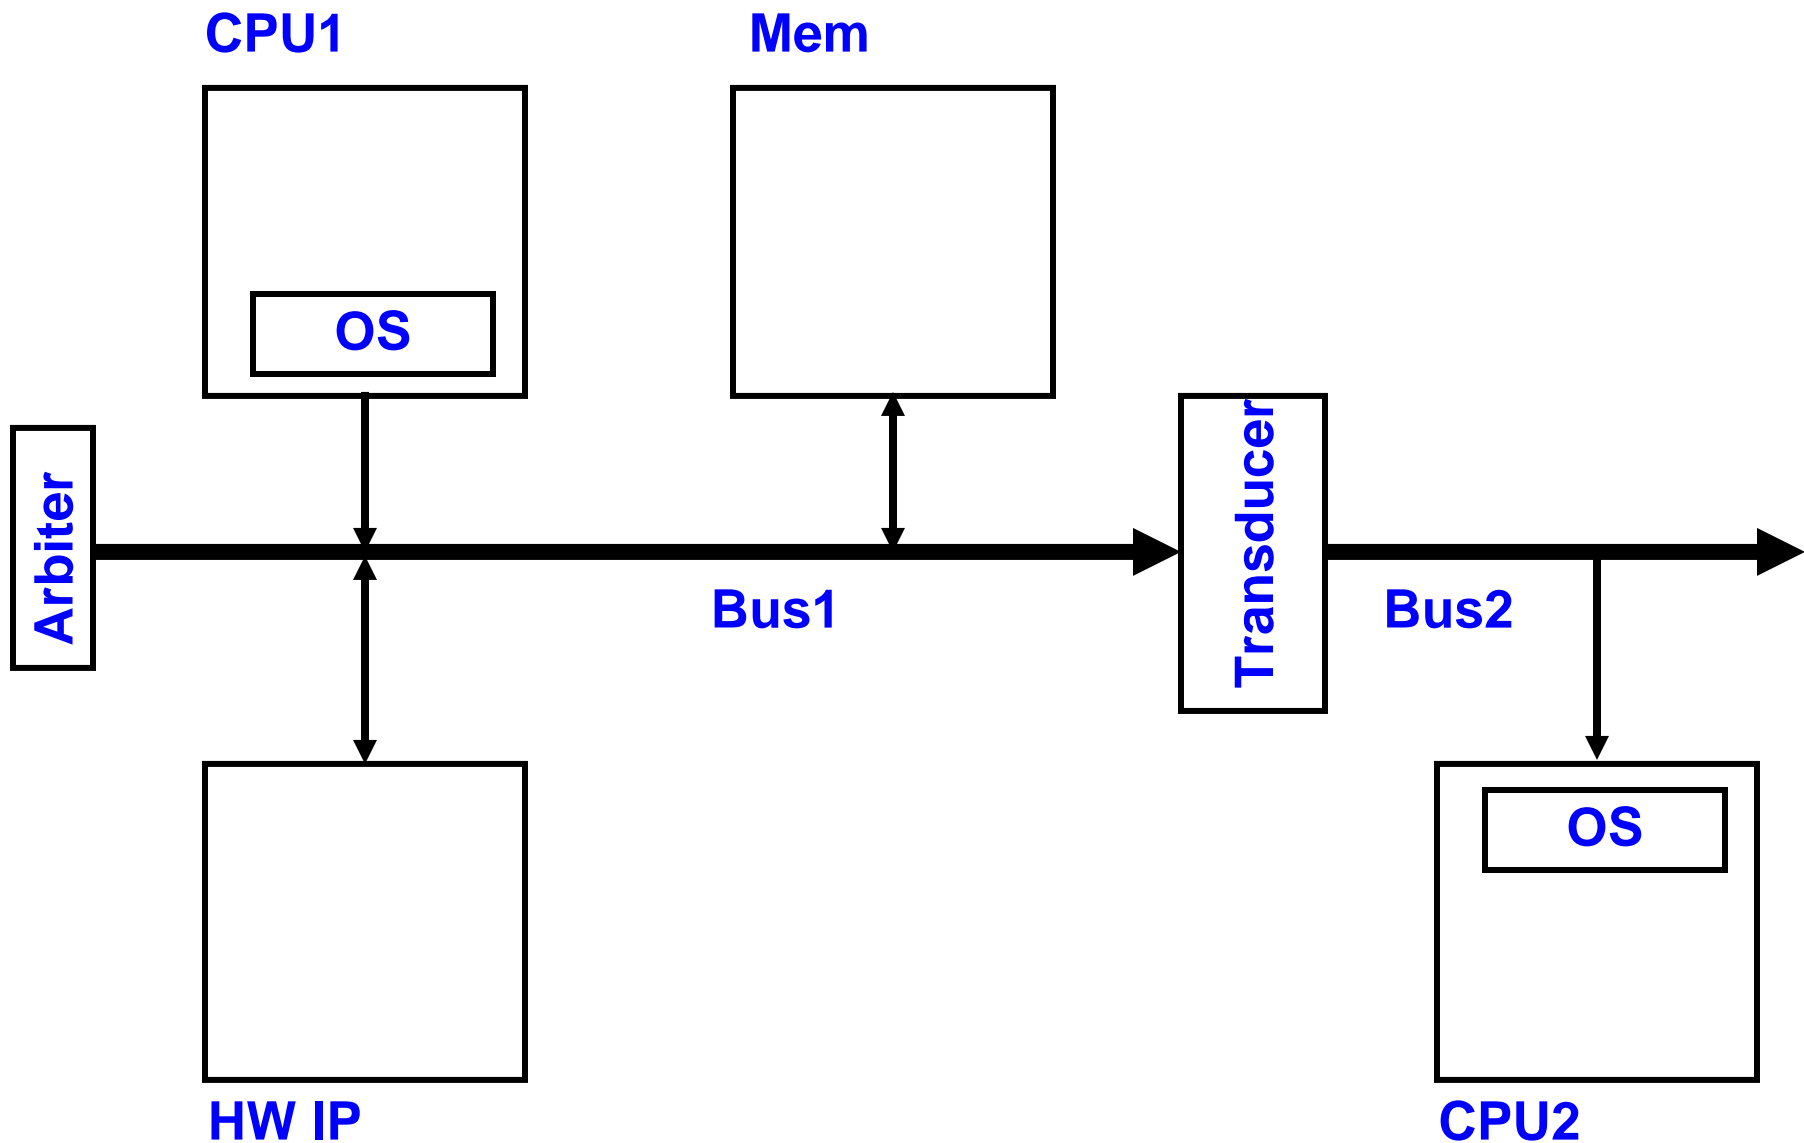 CPU1
Mem
OS
Arbiter
Transducer
Bus1
Bus2
OS
HW IP
CPU2